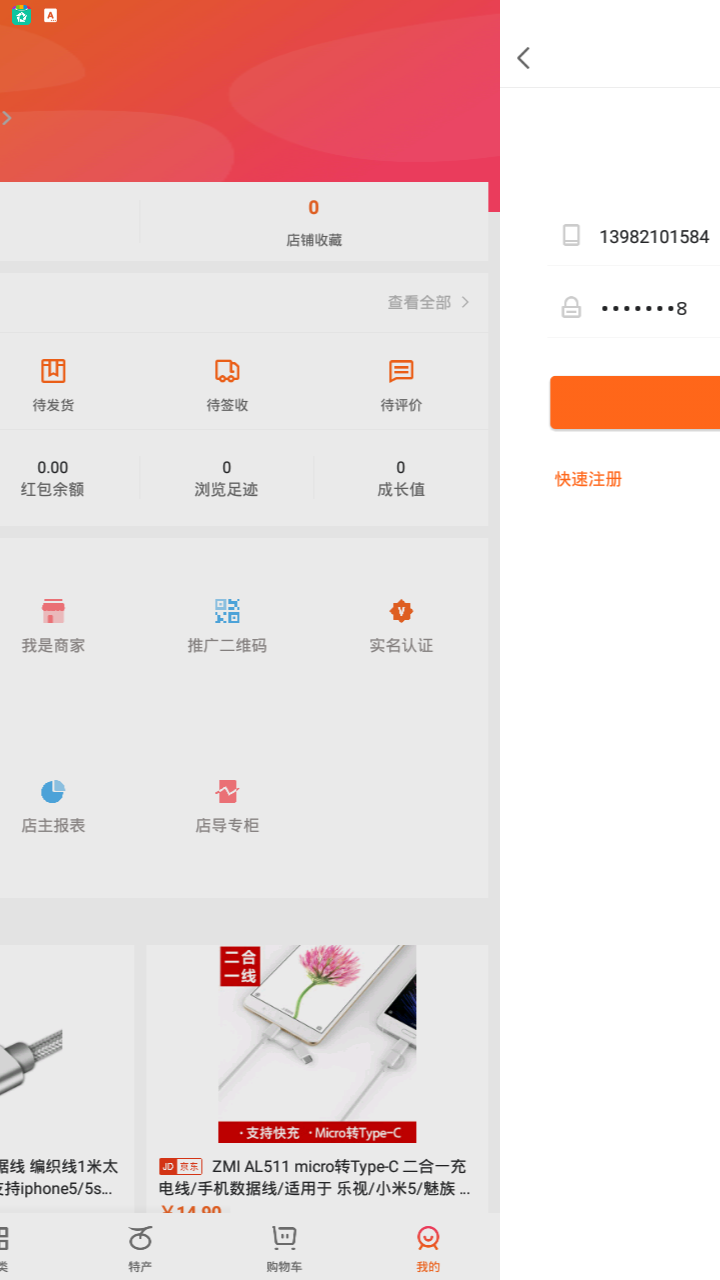 0
店铺收藏
查看全部
待发货
待签收
待评价
0.00
0
0
红包余额
浏览足迹
成长值
我是商家
推广二维码
实名认证
店主报表
店导专柜
二合
一线
·支持快充 ·Micro转Type-C
据线 编织线1米太
支持iphone5/5s...
JD 京东 ZMI AL511 micro转Type-C 二合一充
电线/手机数据线/适用于 乐视/小米5/魅族 ...
¥14.90
类
特产
购物车
我的
13982101584
•••••••8
快速注册